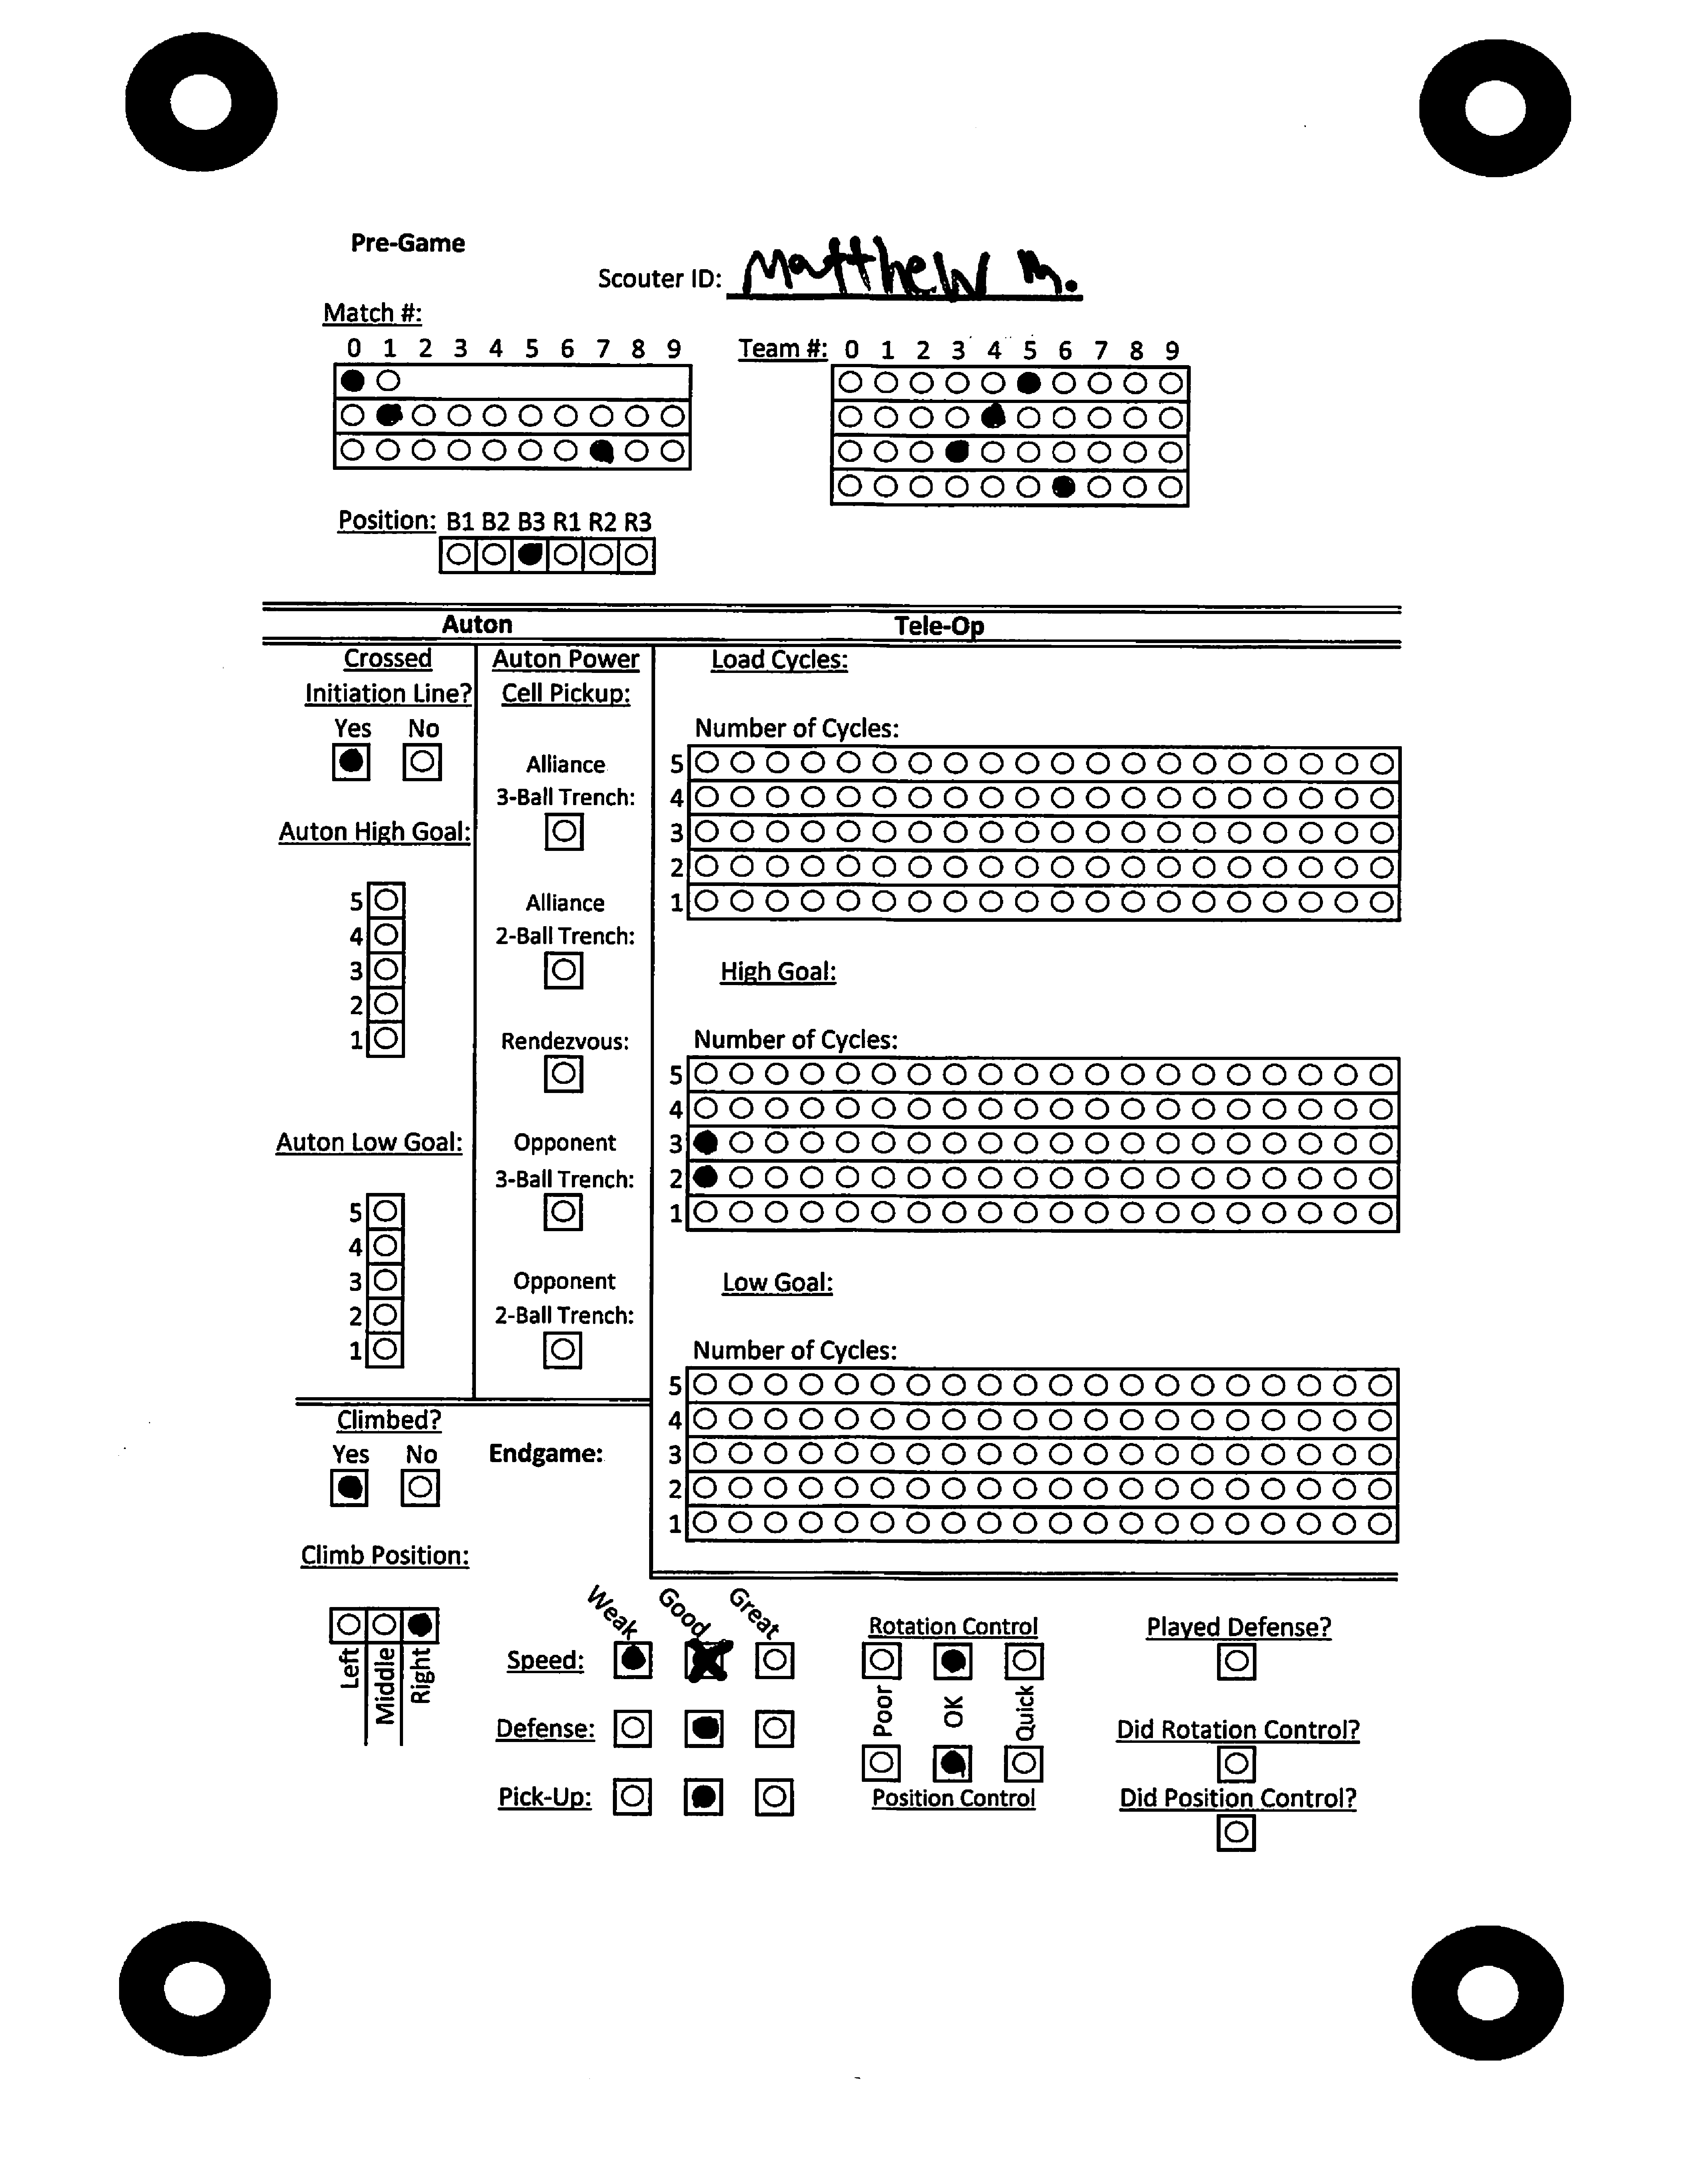 Pre-Game
Scouter ID: Matthew M.
Match #:
0 1 2 3 4 5 6 7 8 9
Team #: 0 1 2 3 4 5 6 7 8 9
Position: B1 B2 B3 R1 R2 R3
Auton
Tele-Op
Crossed
Initiation Line?
Yes No
Auton High Goal:
5
4
3
2
1
Auton Low Goal:
5
4
3
2
1
Auton Power
Cell Pickup:
Alliance
3-Ball Trench:
Alliance
2-Ball Trench:
Rendezvous:
Opponent
3-Ball Trench:
Opponent
2-Ball Trench:
Load Cycles:
Number of Cycles:
5
4
3
2
1
High Goal:
Number of Cycles:
5
4
3
2
1
Low Goal:
Number of Cycles:
5
4
3
2
1
Climbed?
Yes No
Endgame:
Climb Position:
Left
Middle
Right
Weak Good Great
Speed:
Defense:
Pick-Up:
Rotation Control
Poor OK Quick
Position Control
Played Defense?
Did Rotation Control?
Did Position Control?